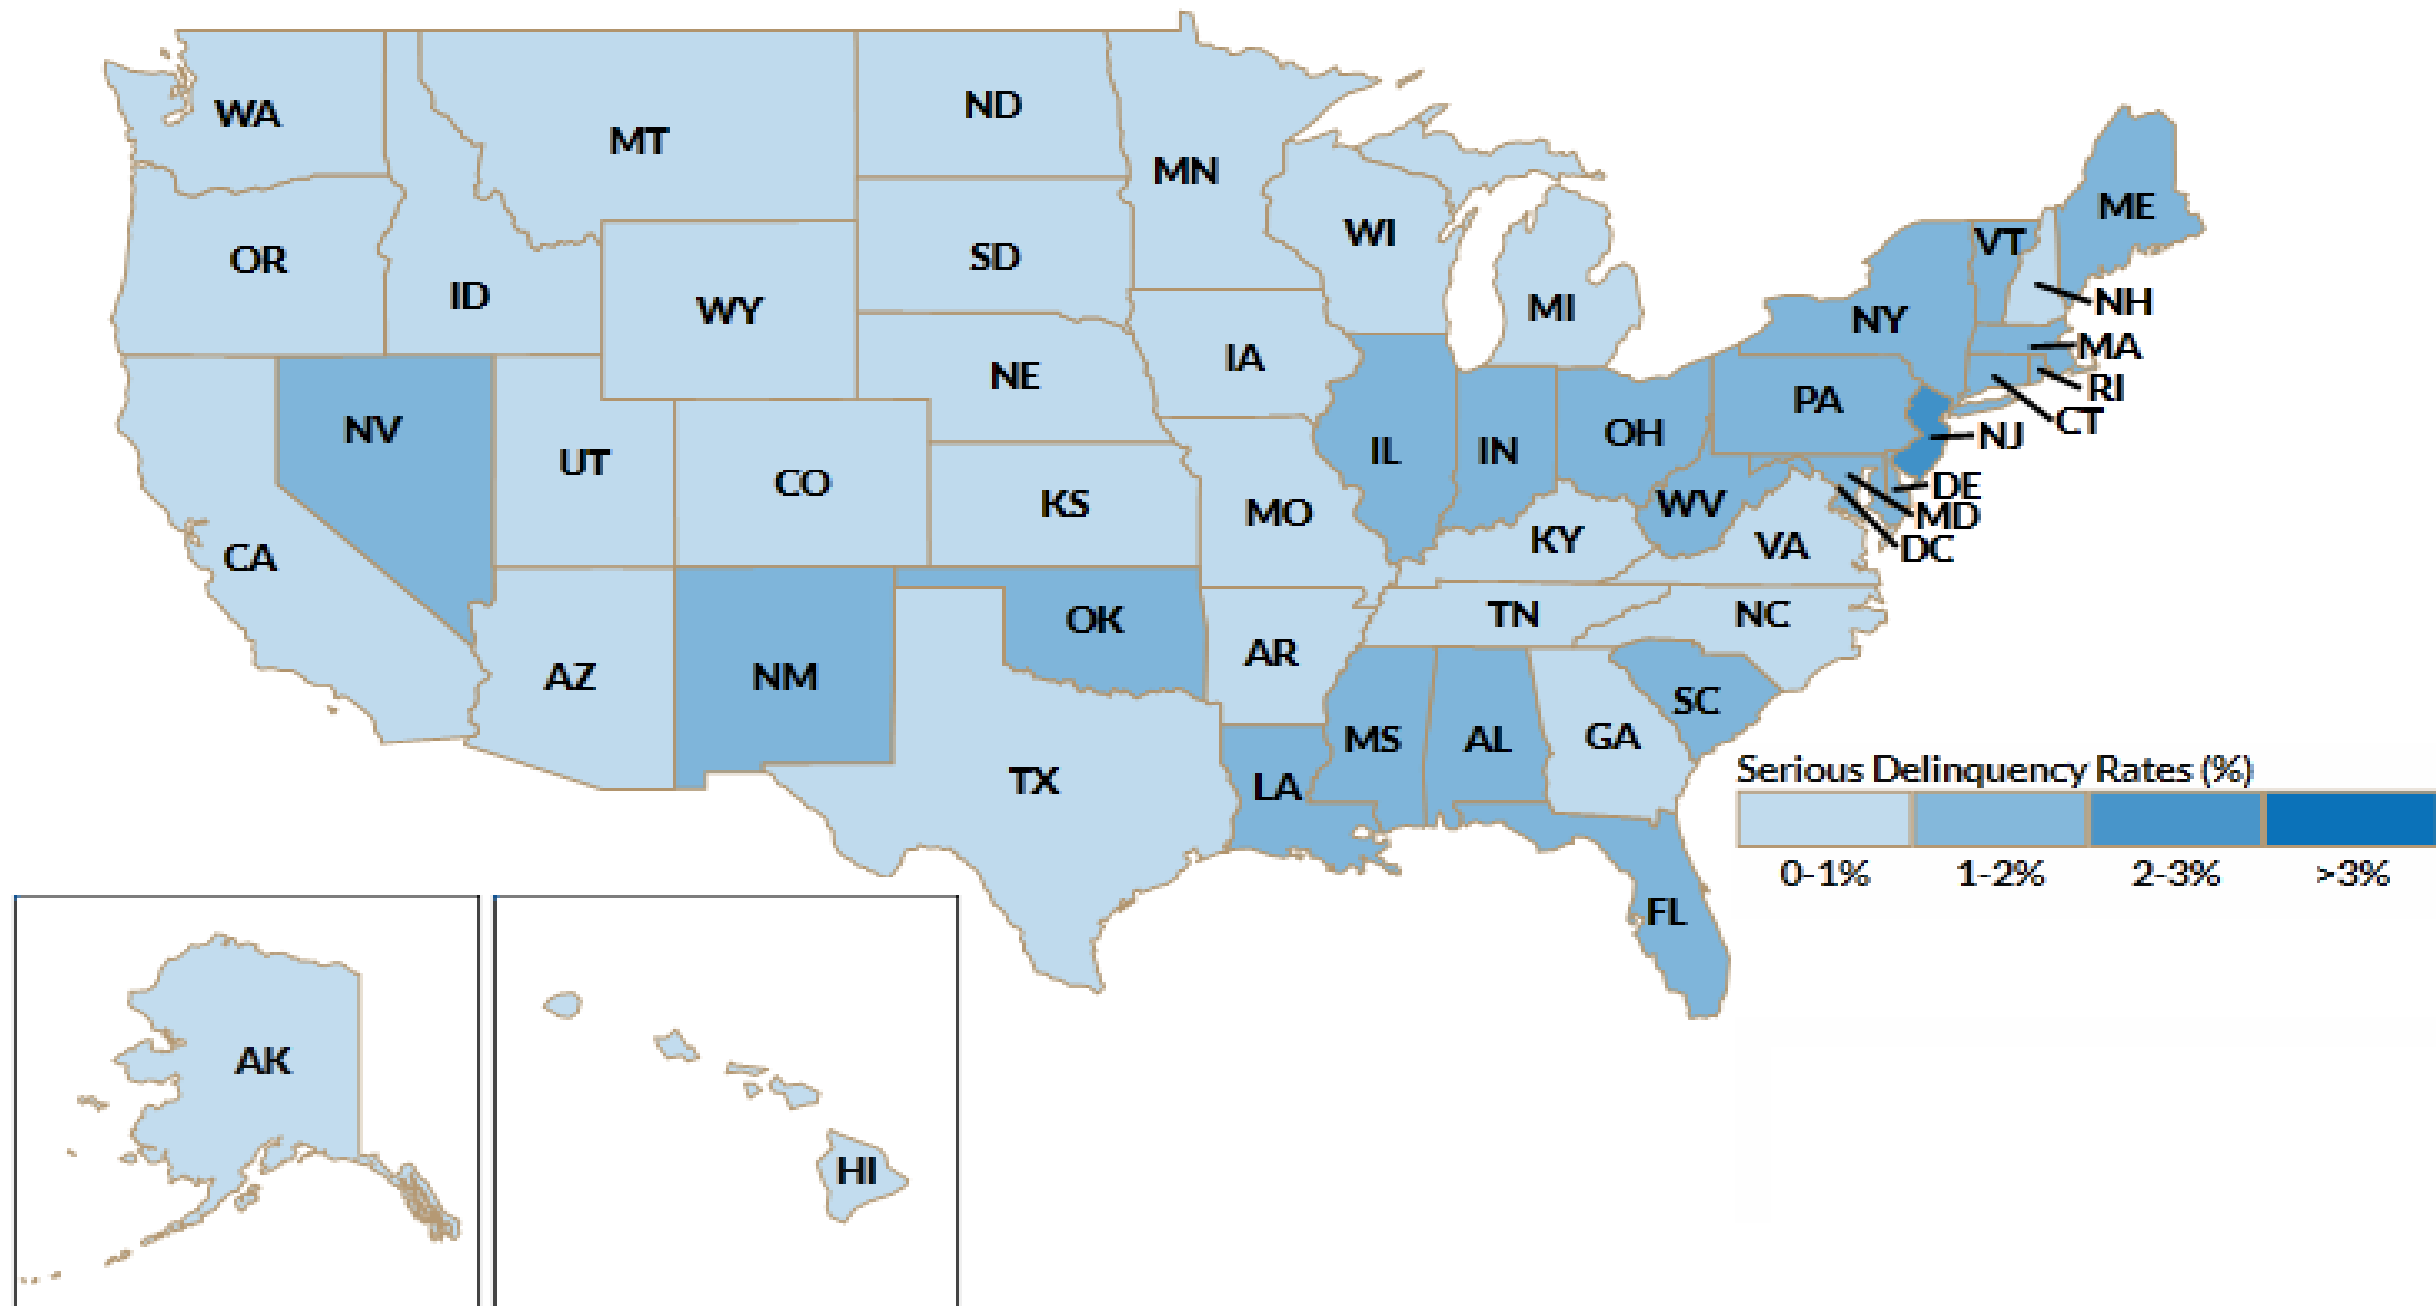 WA
MT
ND
MN
ME
OR
ID
SD
WI
VT
WY
MI
NH
NY
MA
NE
IA
RI
PA
CT
NV
UT
CO
KS
IL
IN
OH
NJ
MO
WV
DE
MD
KY
VA
DC
CA
OK
TN
NC
AZ
NM
AR
SC
MS
AL
GA
TX
LA
Serious Delinquency Rates (%)
0-1% 1-2% 2-3% >3%
FL
AK
HI